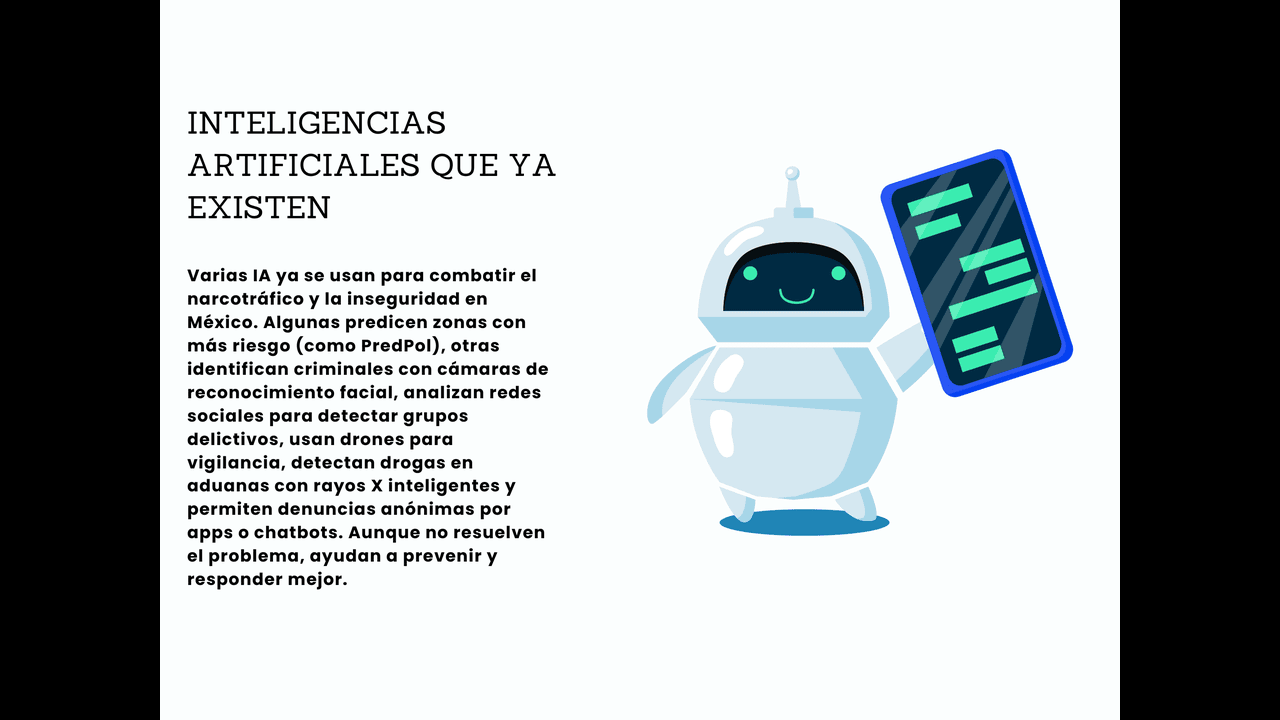 INTELIGENCIAS
ARTIFICIALES QUE YA
EXISTEN
Varias IA ya se usan para combatir el
narcotráfico y la inseguridad en
México. Algunas predicen zonas con
más riesgo (como PredPol), otras
identifican criminales con cámaras de
reconocimiento facial, analizan redes
sociales para detectar grupos
delictivos, usan drones para
vigilancia, detectan drogas en
aduanas con rayos X inteligentes y
permiten denuncias anónimas por
apps o chatbots. Aunque no resuelven
el problema, ayudan a prevenir y
responder mejor.